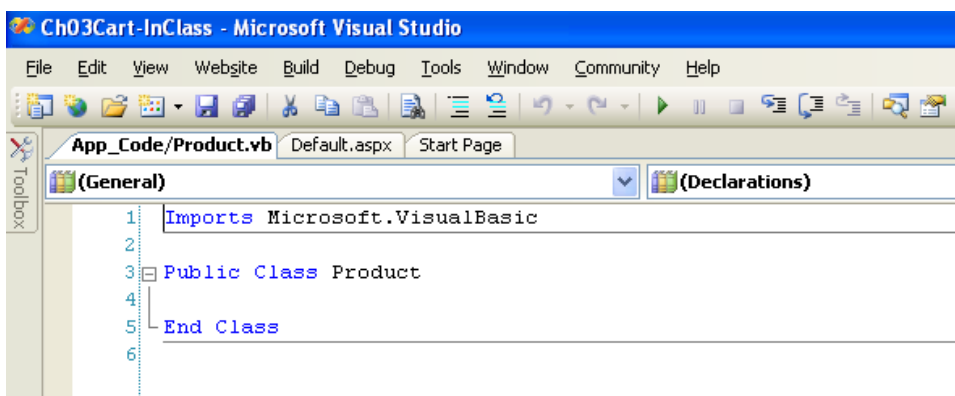 Ch03Cart-InClass - Microsoft Visual Studio
File Edit View Website Build Debug Tools Window Community Help
App_Code/Product.vb Default.aspx Start Page
Toolbox
(General) (Declarations)
1 Imports Microsoft.VisualBasic
2
3 Public Class Product
4
5 End Class
6